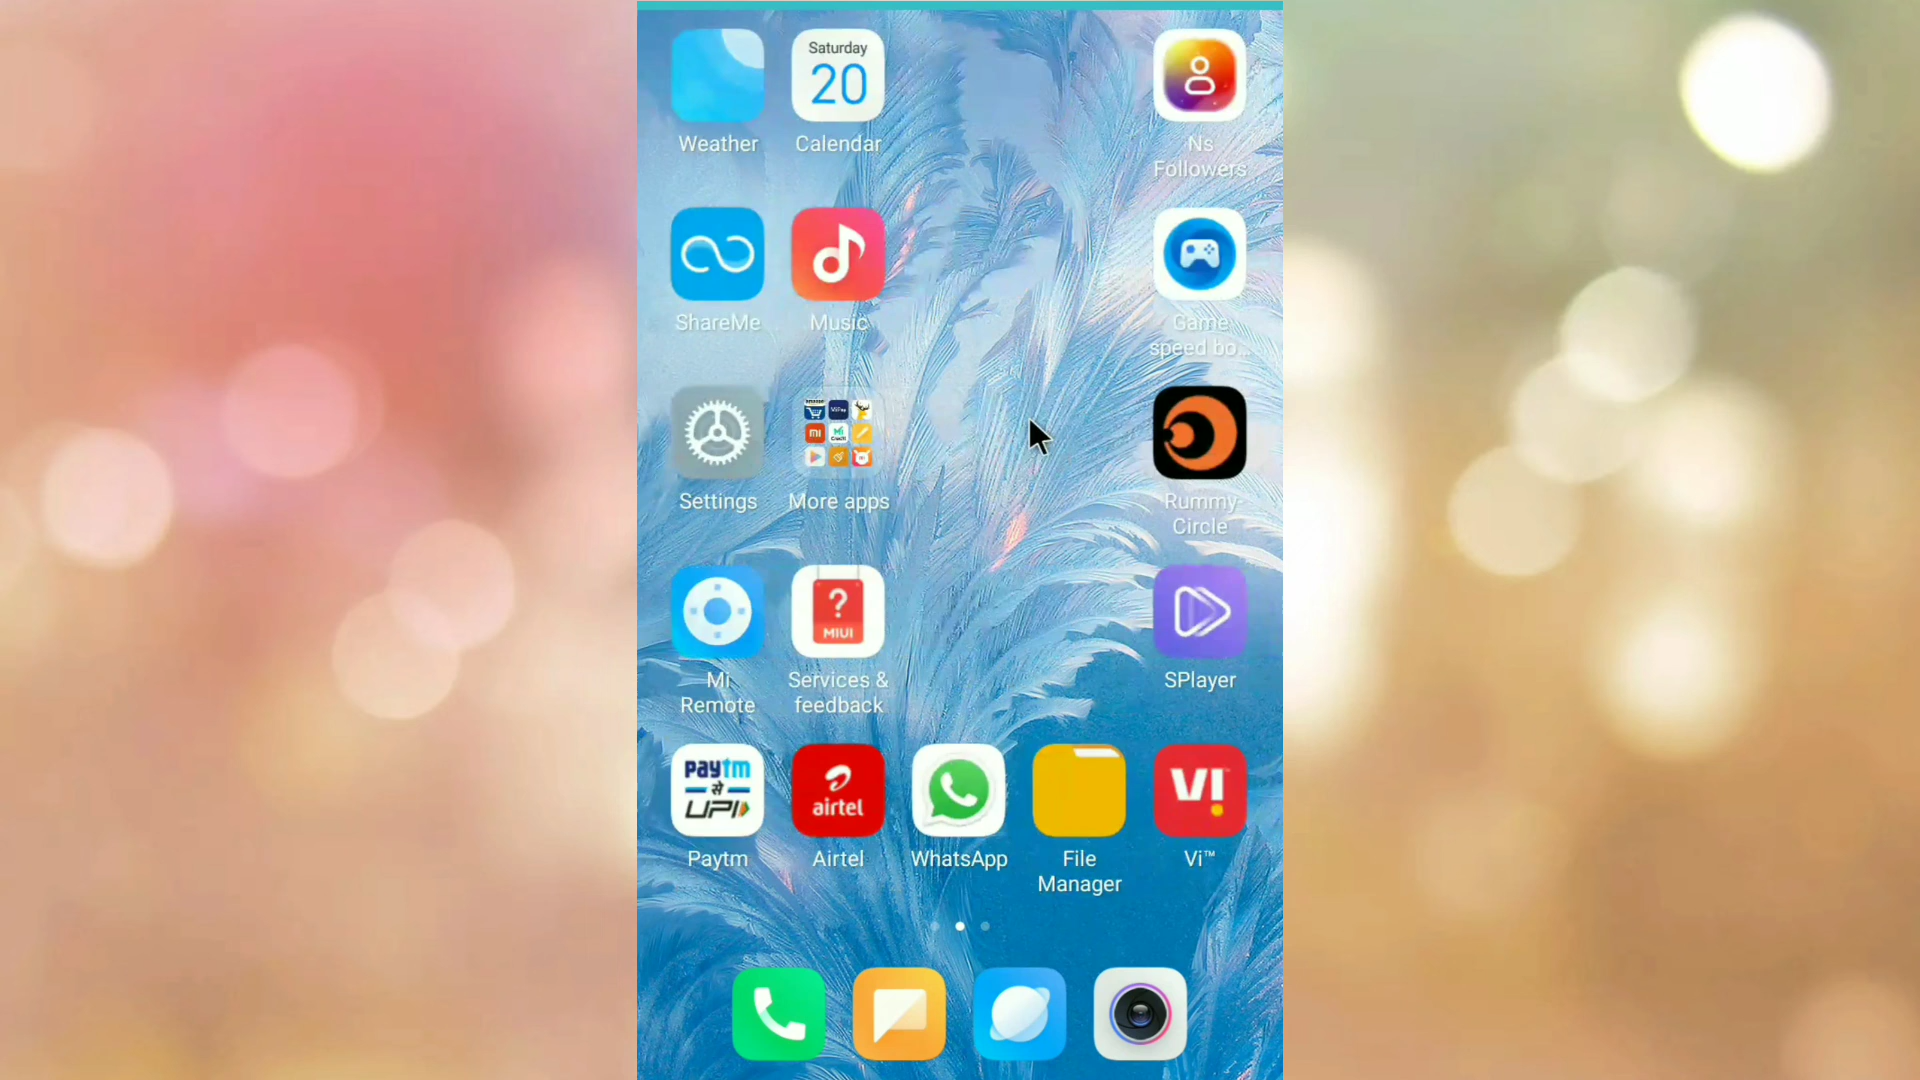 Saturday
20
Weather
Calendar
Ns
Followers
ShareMe
Music
Game
speed bo...
Settings
More apps
Rummy-
Circle
?
MIUI
Mi
Remote
Services &
feedback
SPlayer
paytm
से
UPI
airtel
VI
Paytm
Airtel
WhatsApp
File
Manager
Vi™